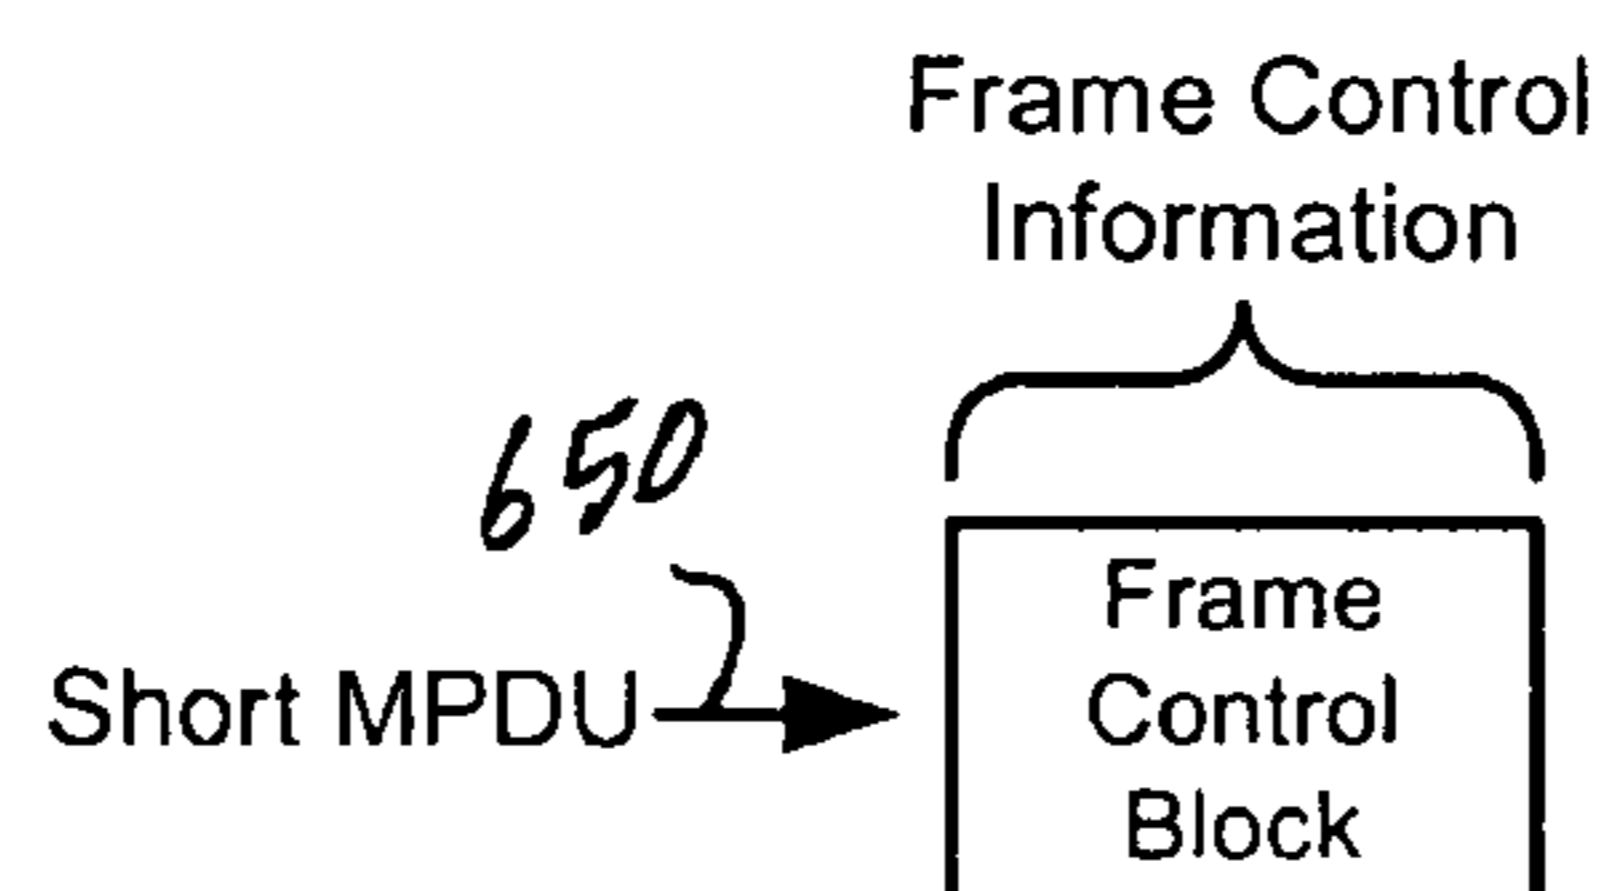 Frame Control
Information
650
Short MPDU
Frame
Control
Block